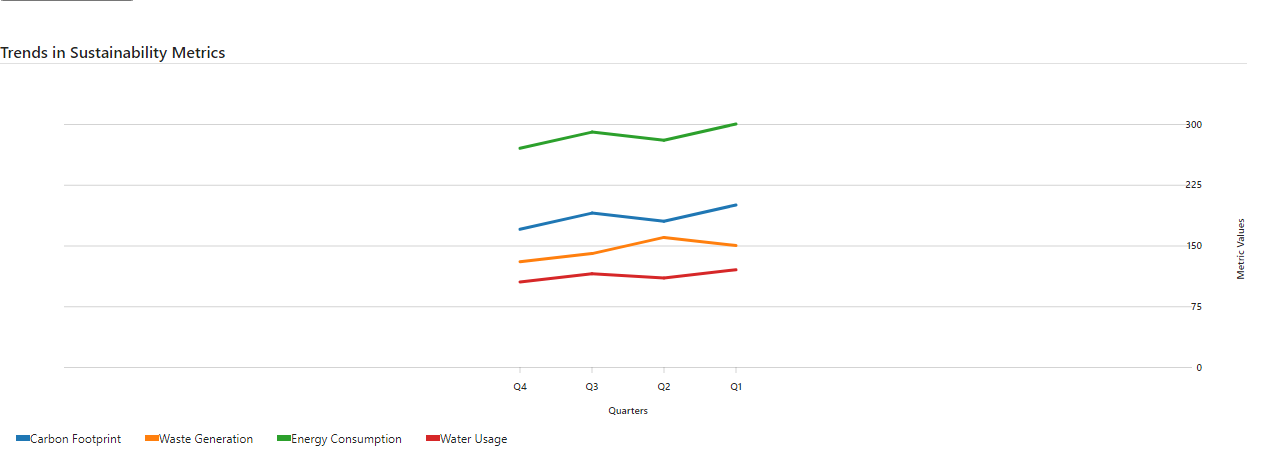 Trends in Sustainability Metrics
300
225
150
75
0
Metric Values
Q4 Q3 Q2 Q1
Quarters
Carbon Footprint Waste Generation Energy Consumption Water Usage